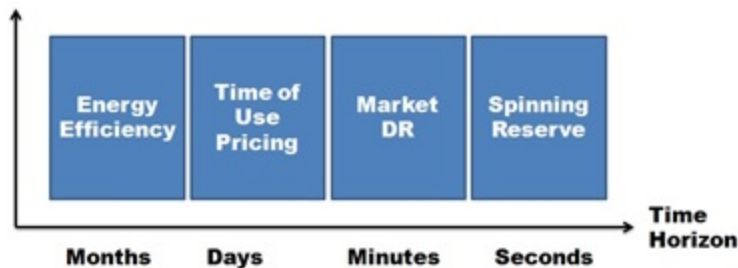 Energy
Efficiency
Time of
Use
Pricing
Market
DR
Spinning
Reserve
Time
Horizon
Months
Days
Minutes
Seconds